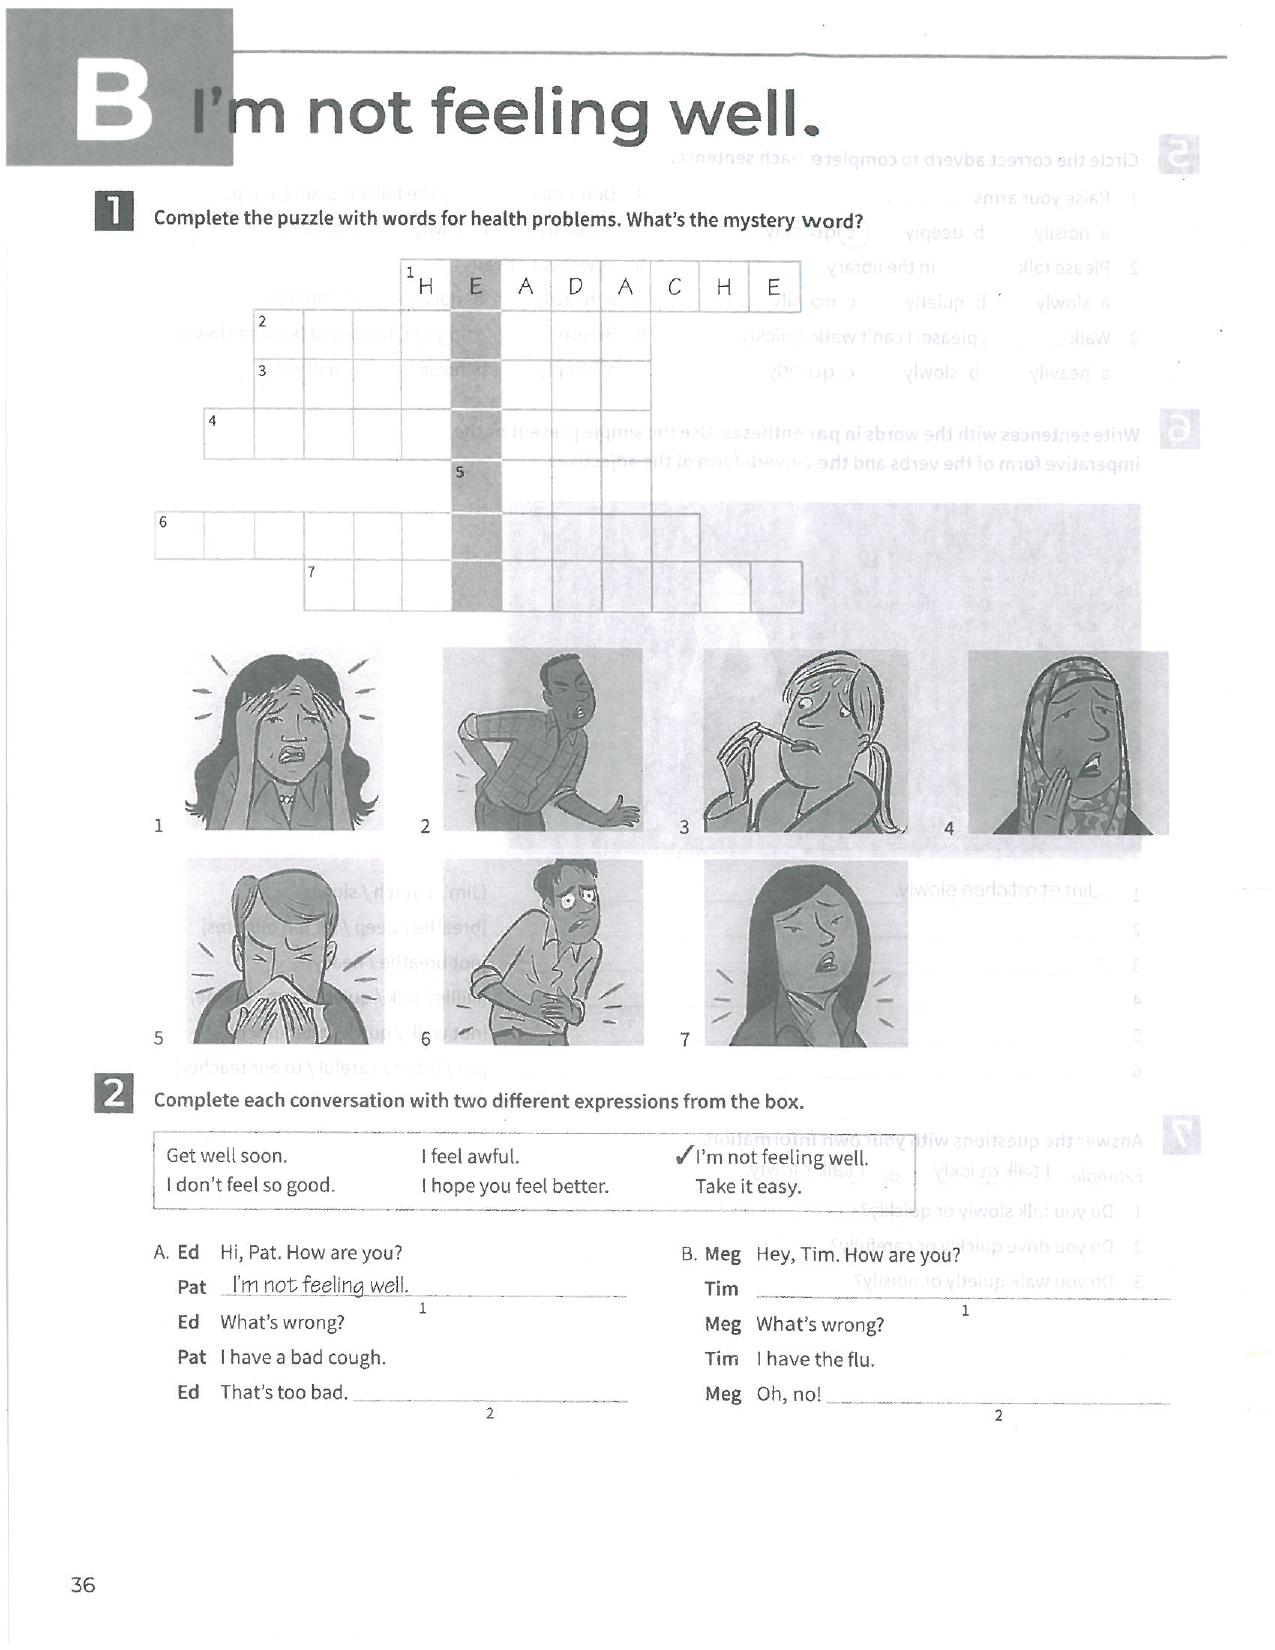 B I'm not feeling well.
1 Complete the puzzle with words for health problems. What's the mystery word?
1 H E A D A C H E
2
3
4
5
6
7
1 2 3 4
5 6 7
2 Complete each conversation with two different expressions from the box.
Get well soon. I feel awful. ✓I'm not feeling well.
I don't feel so good. I hope you feel better. Take it easy.
A. Ed Hi, Pat. How are you?
Pat I'm not feeling well.
1
Ed What's wrong?
Pat I have a bad cough.
Ed That's too bad.
2
B. Meg Hey, Tim. How are you?
Tim
1
Meg What's wrong?
Tim I have the flu.
Meg Oh, no!
2
36